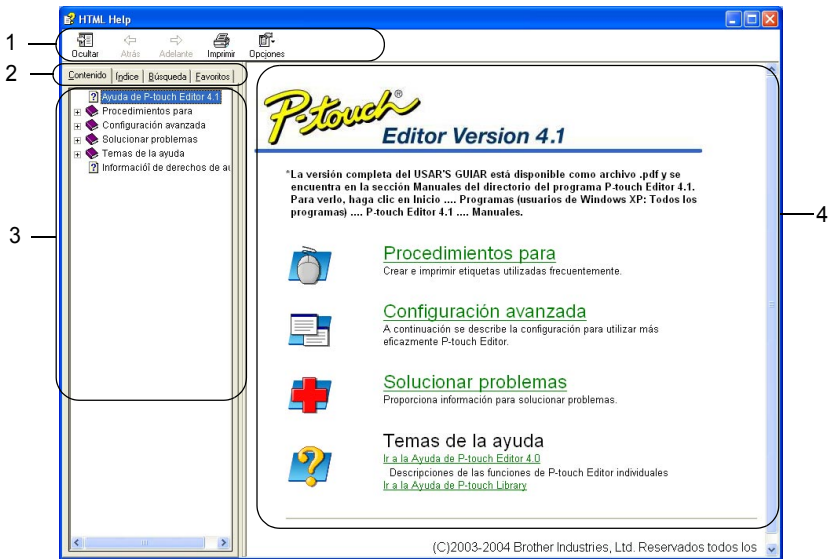 HTML Help
1
Ocultar Atrás Adelante Imprimir Opciones
2
Contenido Índice Búsqueda Favoritos
Ayuda de P-touch Editor 4.1
Procedimientos para
Configuración avanzada
Solucionar problemas
Temas de la ayuda
Informacióï de derechos de au
3
P-touch®
Editor Version 4.1
*La versión completa del USAR'S GUIAR está disponible como archivo .pdf y se
encuentra en la sección Manuales del directorio del programa P-touch Editor 4.1.
Para verlo, haga clic en Inicio .... Programas (usuarios de Windows XP: Todos los
programas) .... P-touch Editor 4.1 .... Manuales.
4
Procedimientos para
Crear e imprimir etiquetas utilizadas frecuentemente.
Configuración avanzada
A continuación se describe la configuración para utilizar más
eficazmente P-touch Editor.
Solucionar problemas
Proporciona información para solucionar problemas.
Temas de la ayuda
Ir a la Ayuda de P-touch Editor 4.0
Descripciones de las funciones de P-touch Editor individuales
Ir a la Ayuda de P-touch Library
(C)2003-2004 Brother Industries, Ltd. Reservados todos los